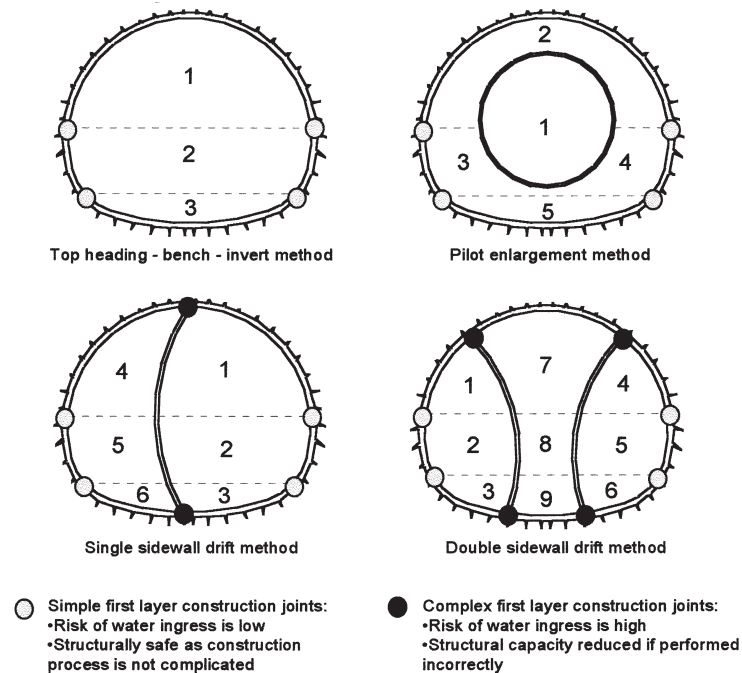 1
2
3
Top heading - bench - invert method
2
1
3
4
5
Pilot enlargement method
4
1
5
2
6
3
Single sidewall drift method
7
1
4
2
8
5
3
9
6
Double sidewall drift method
Simple first layer construction joints:
•Risk of water ingress is low
•Structurally safe as construction
process is not complicated
Complex first layer construction joints:
•Risk of water ingress is high
•Structural capacity reduced if performed
incorrectly